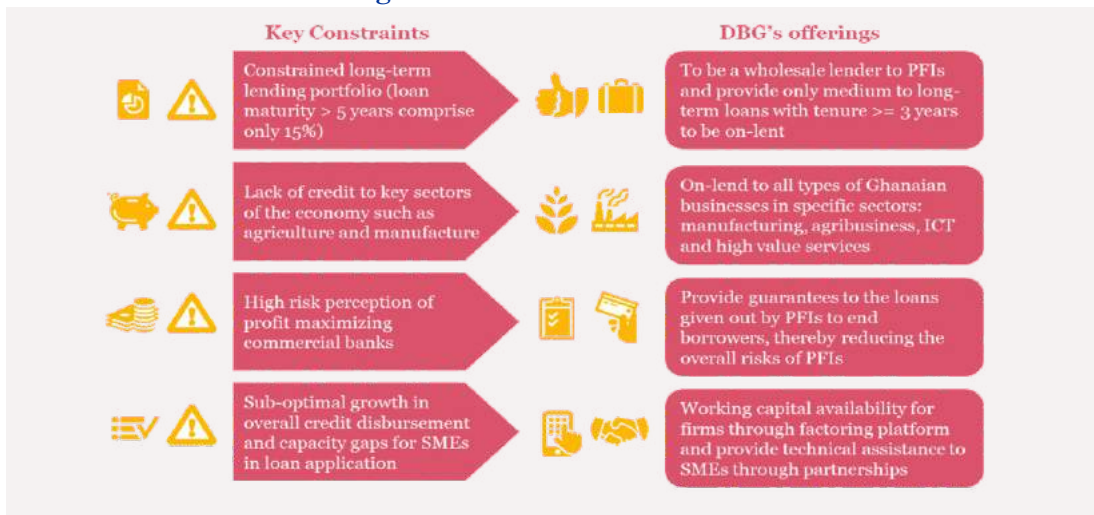 Key Constraints
DBG's offerings
Constrained long-term
lending portfolio (loan
maturity > 5 years comprise
only 15%)
To be a wholesale lender to PFIs
and provide only medium to long-
term loans with tenure >= 3 years
to be on-lent
Lack of credit to key sectors
of the economy such as
agriculture and manufacture
On-lend to all types of Ghanaian
businesses in specific sectors:
manufacturing, agribusiness, ICT
and high value services
High risk perception of
profit maximizing
commercial banks
Provide guarantees to the loans
given out by PFIs to end
borrowers, thereby reducing the
overall risks of PFIs
Sub-optimal growth in
overall credit disbursement
and capacity gaps for SMEs
in loan application
Working capital availability for
firms through factoring platform
and provide technical assistance to
SMEs through partnerships